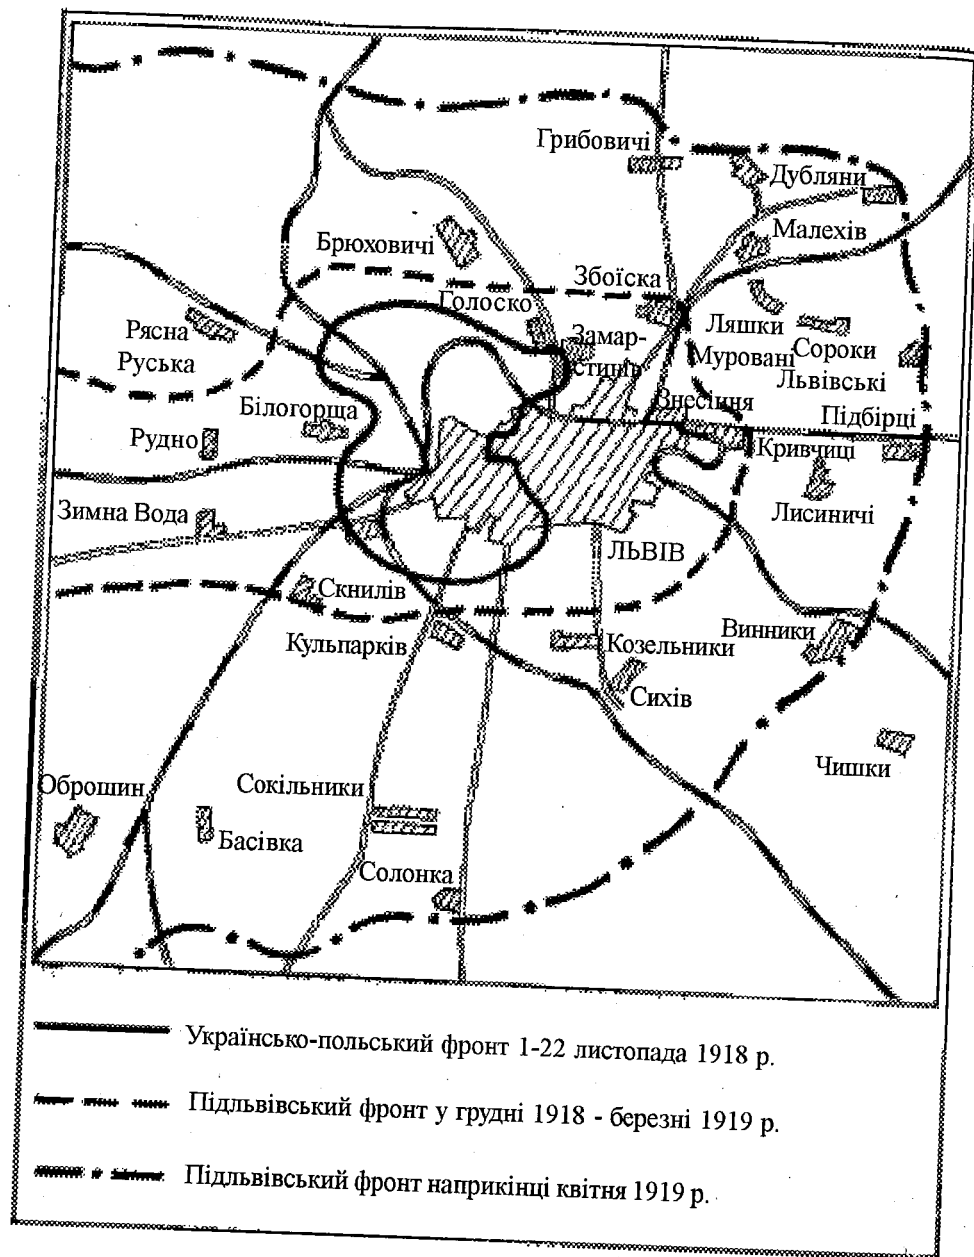 Грибовичі
Дубляни
Малехів
Брюховичі
Збоїска
Голоско
Рясна
Руська
Замар-
стинів
Ляшки
Муровані
Сороки
Львівські
Білогорща
Знесіння
Підбірці
Рудно
Кривчиці
Зимна Вода
Лисиничі
ЛЬВІВ
Скнилів
Кульпарків
Козельники
Винники
Сихів
Чишки
Оброшин
Сокільники
Басівка
Солонка
Українсько-польський фронт 1-22 листопада 1918 р.
Підльвівський фронт у грудні 1918 - березні 1919 р.
Підльвівський фронт наприкінці квітня 1919 р.